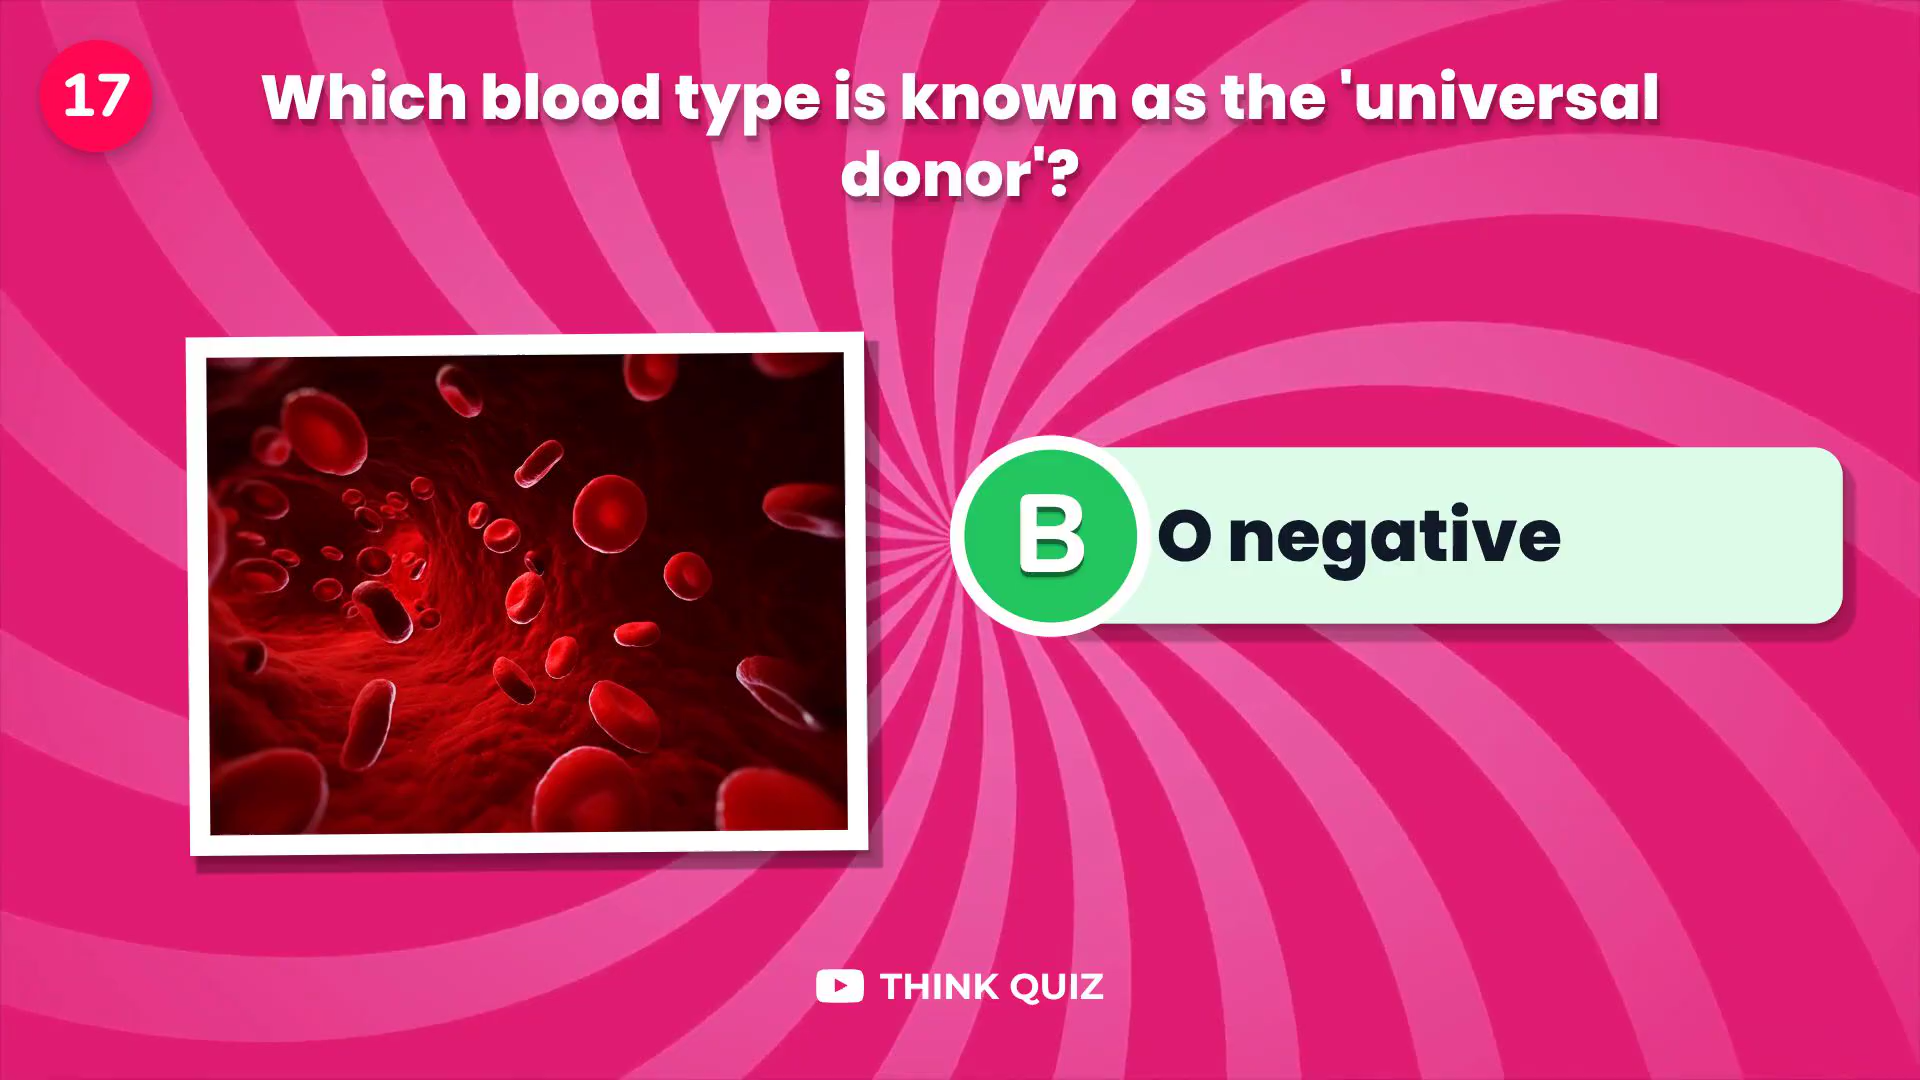 17
Which blood type is known as the 'universal
donor'?
B
O negative
THINK QUIZ